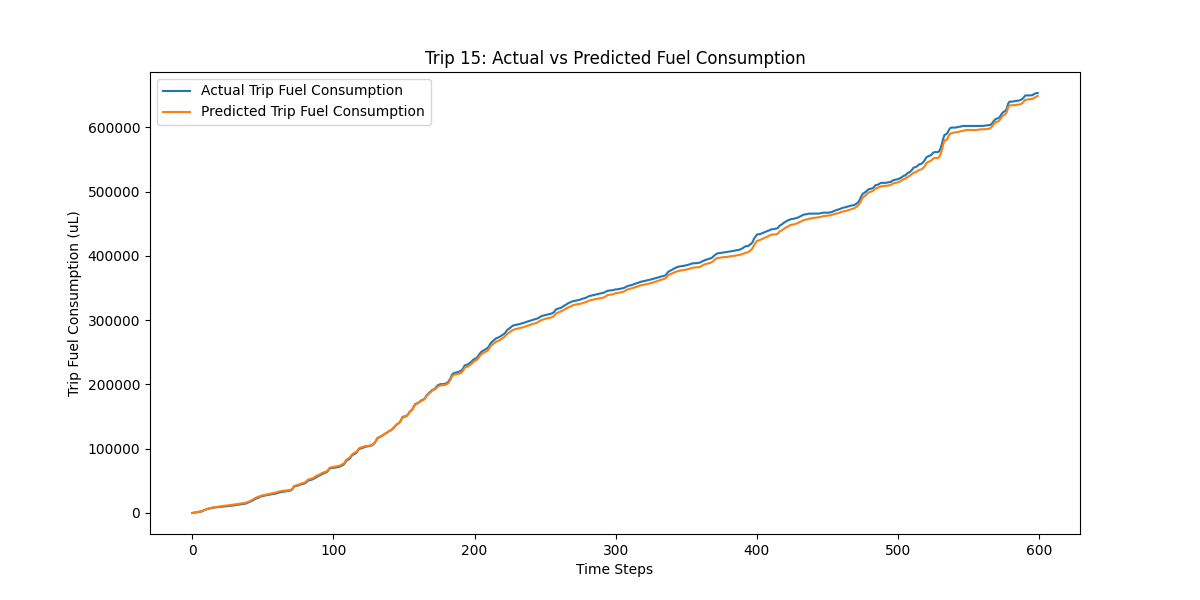 Trip 15: Actual vs Predicted Fuel Consumption
Actual Trip Fuel Consumption
Predicted Trip Fuel Consumption
Trip Fuel Consumption (uL)
600000
500000
400000
300000
200000
100000
0
0 100 200 300 400 500 600
Time Steps